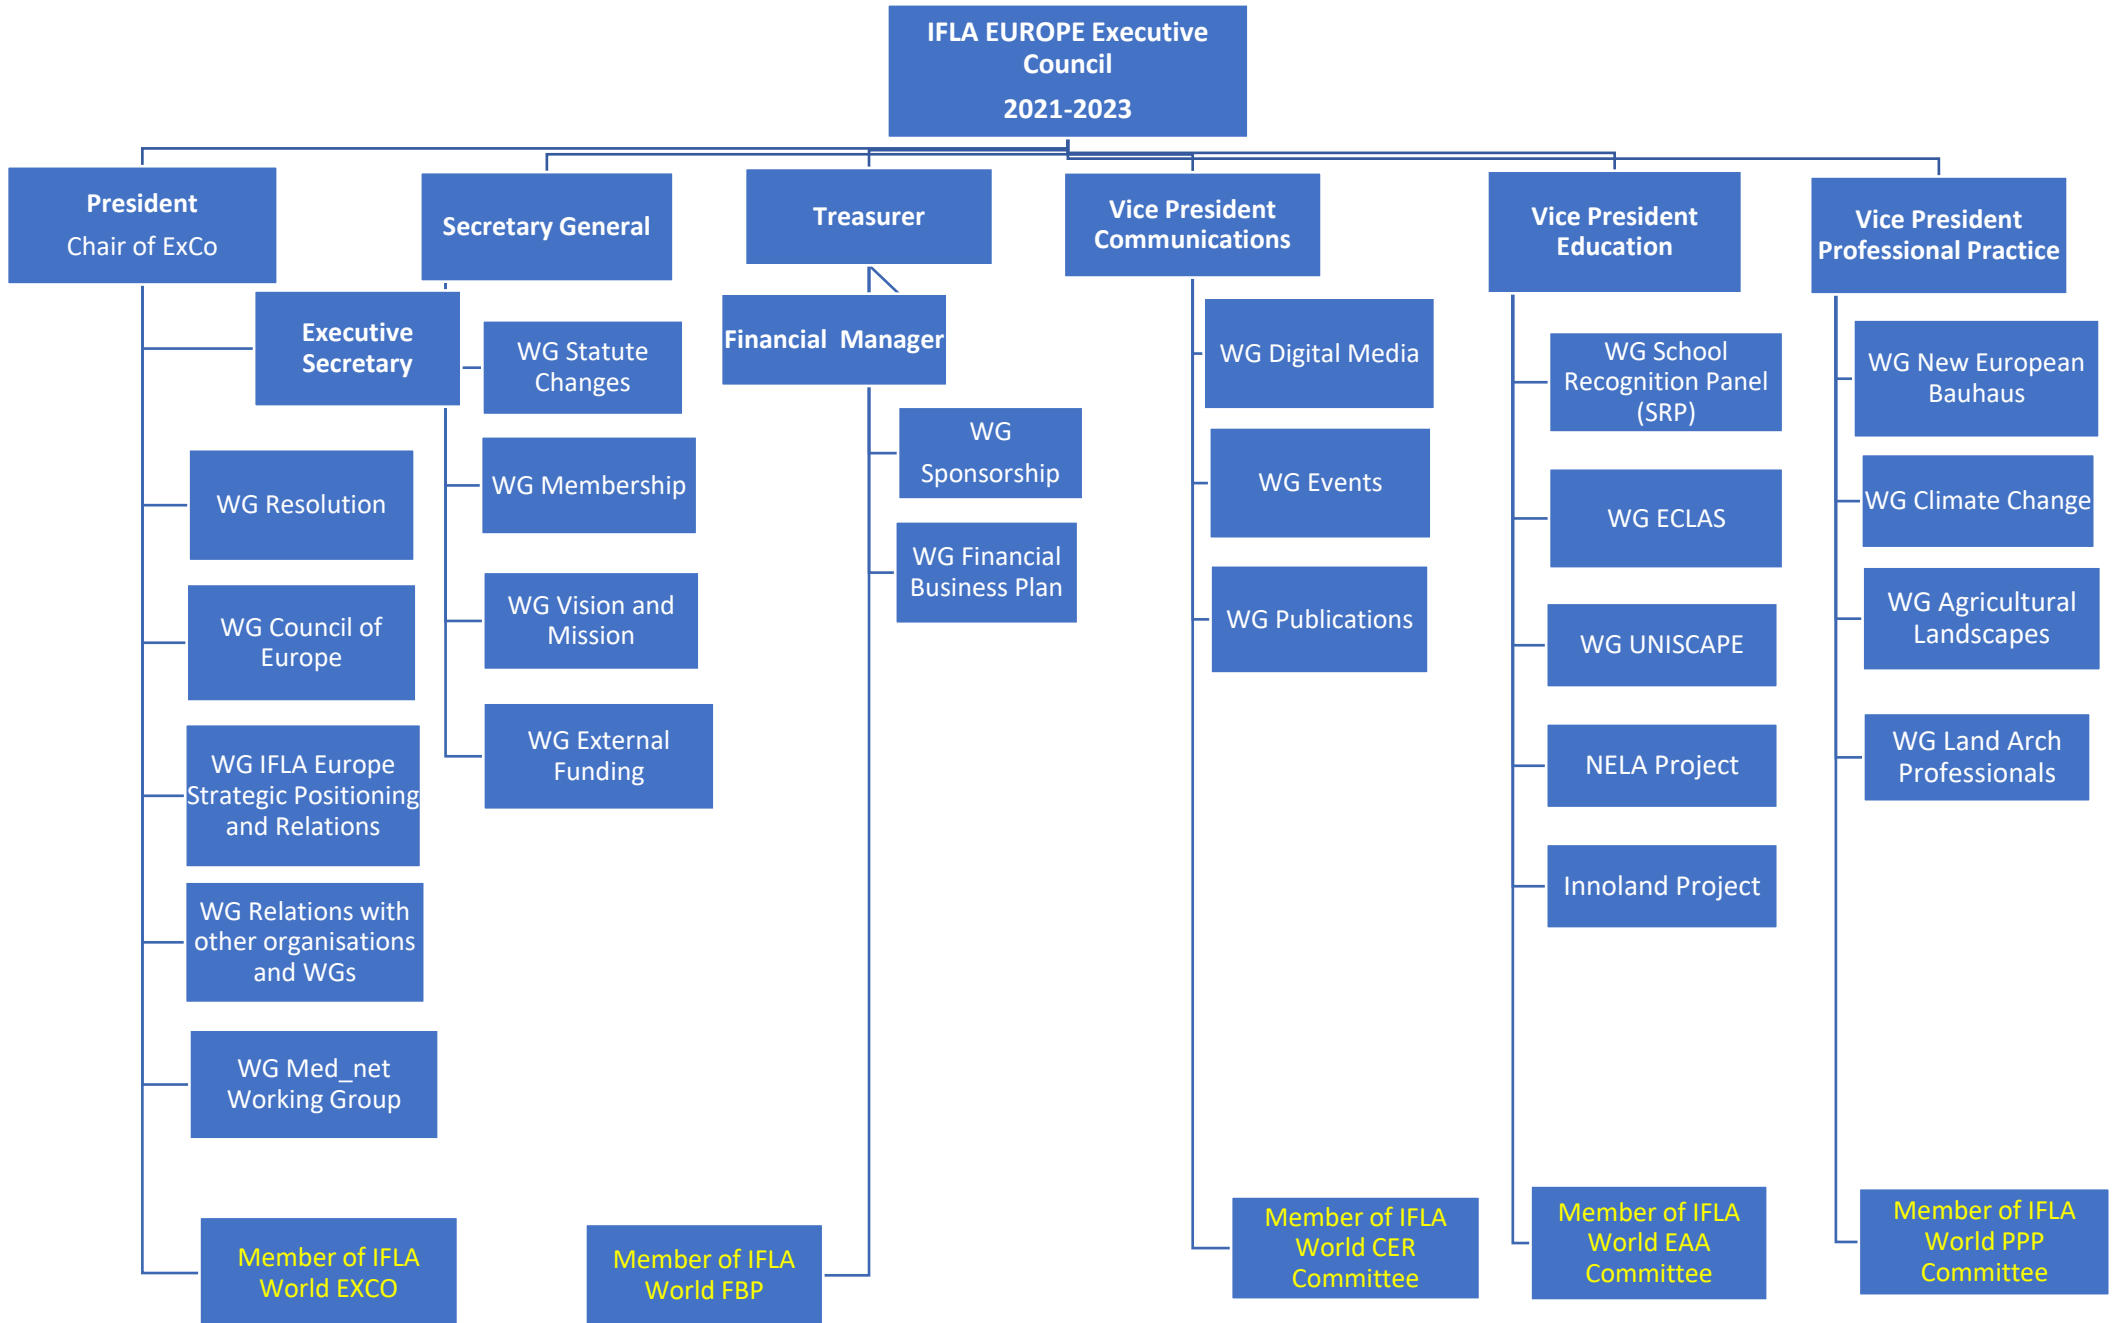 IFLA EUROPE Executive
Council
2021-2023
President
Chair of ExCo
Secretary General
Treasurer
Vice President
Communications
Vice President
Education
Vice President
Professional Practice
Executive
Secretary
WG Resolution
WG Council of
Europe
WG IFLA Europe
Strategic Positioning
and Relations
WG Relations with
other organisations
and WGs
WG Med_net
Working Group
Member of IFLA
World EXCO
WG Statute
Changes
WG Membership
WG Vision and
Mission
WG External
Funding
Financial  Manager
WG
Sponsorship
WG Financial
Business Plan
Member of IFLA
World FBP
WG Digital Media
WG Events
WG Publications
Member of IFLA
World CER
Committee
WG School
Recognition Panel
(SRP)
WG ECLAS
WG UNISCAPE
NELA Project
Innoland Project
Member of IFLA
World EAA
Committee
WG New European
Bauhaus
WG Climate Change
WG Agricultural
Landscapes
WG Land Arch
Professionals
Member of IFLA
World PPP
Committee